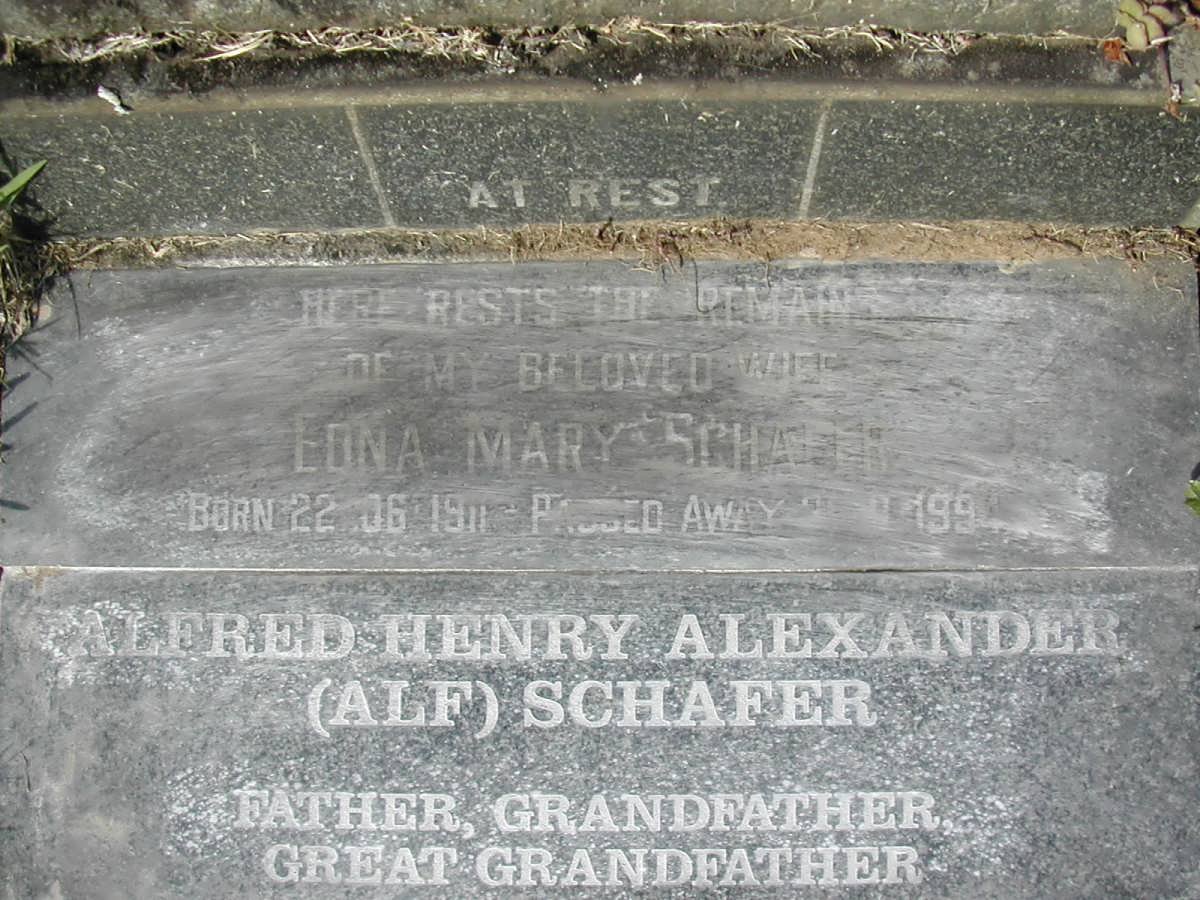 AT REST
HERE RESTS THE REMAINS
OF MY BELOVED WIFE
EDNA MARY SCHAFER
BORN 22 06 1911 - PASSED AWAY
ALFRED HENRY ALEXANDER
(ALF) SCHAFER
FATHER, GRANDFATHER,
GREAT GRANDFATHER